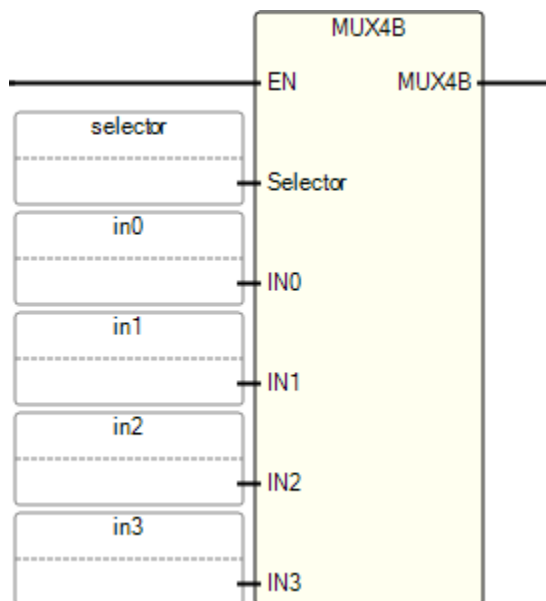 MUX4B
EN MUX4B
selector
Selector
in0
IN0
in1
IN1
in2
IN2
in3
IN3